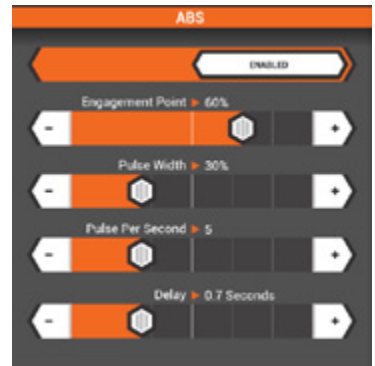 ABS
ENABLED
Engagement Point ▶ 60%
- +
Pulse Width ▶ 30%
- +
Pulse Per Second ▶ 5
- +
Delay ▶ 0.7 Seconds
- +